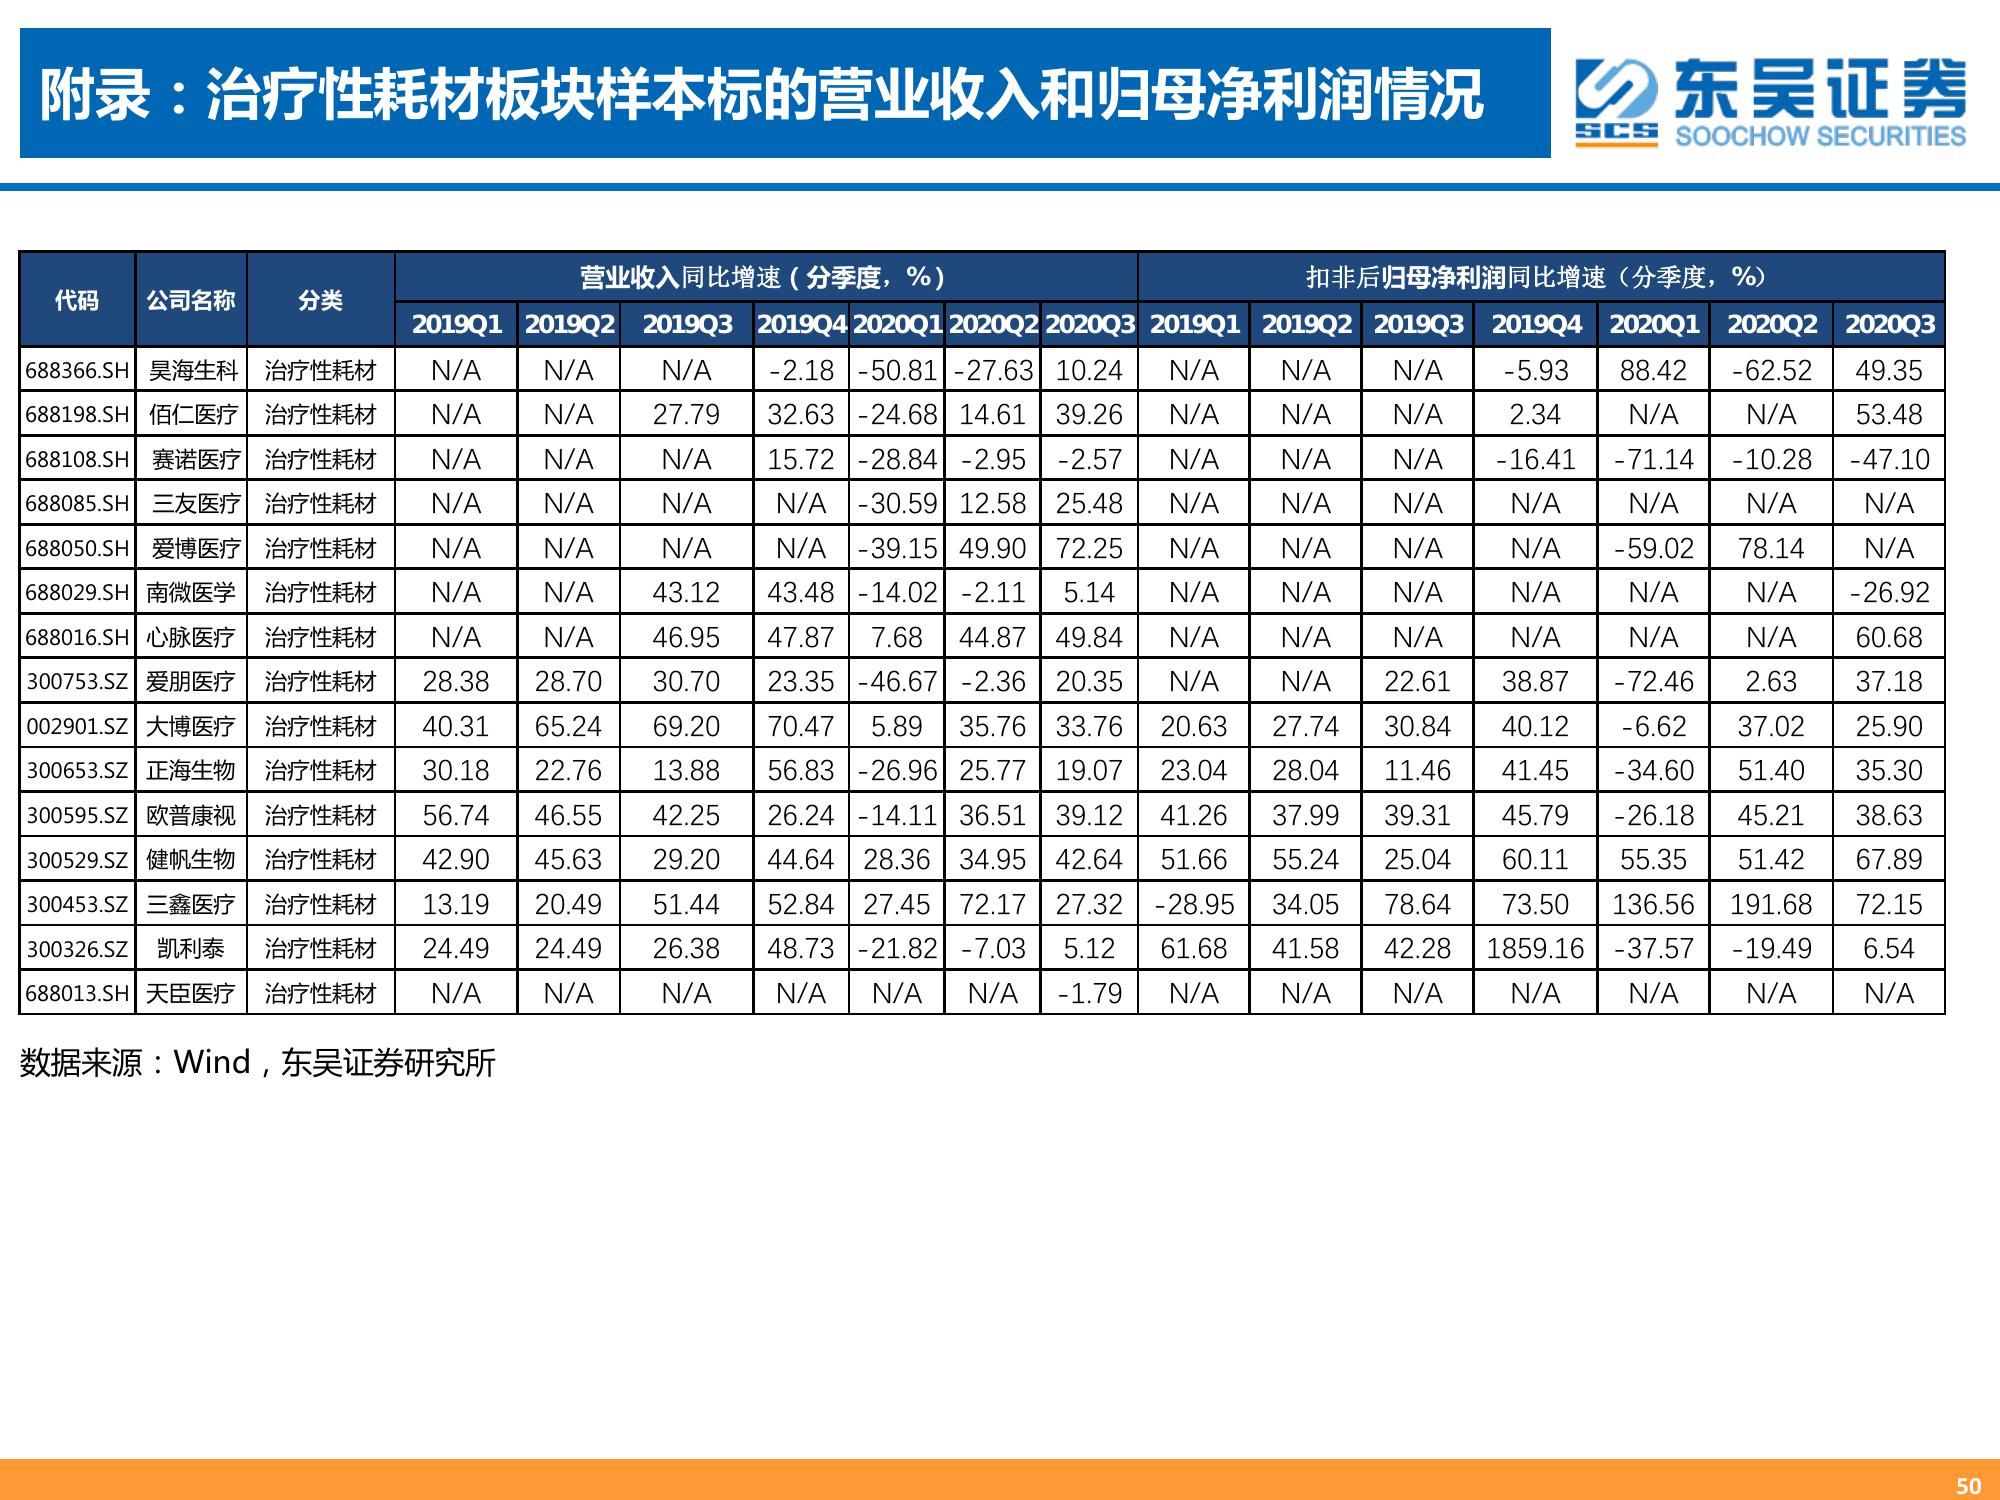 附录：治疗性耗材板块样本标的营业收入和归母净利润情况
SCS
东吴证券
SOOCHOW SECURITIES
代码 公司名称 分类 营业收入同比增速（分季度，%） 扣非后归母净利润同比增速（分季度，%）
2019Q1 2019Q2 2019Q3 2019Q4 2020Q1 2020Q2 2020Q3 2019Q1 2019Q2 2019Q3 2019Q4 2020Q1 2020Q2 2020Q3
688366.SH 昊海生科 治疗性耗材 N/A N/A N/A -2.18 -50.81 -27.63 10.24 N/A N/A N/A -5.93 88.42 -62.52 49.35
688198.SH 佰仁医疗 治疗性耗材 N/A N/A 27.79 32.63 -24.68 14.61 39.26 N/A N/A N/A 2.34 N/A N/A 53.48
688108.SH 赛诺医疗 治疗性耗材 N/A N/A N/A 15.72 -28.84 -2.95 -2.57 N/A N/A N/A -16.41 -71.14 -10.28 -47.10
688085.SH 三友医疗 治疗性耗材 N/A N/A N/A N/A -30.59 12.58 25.48 N/A N/A N/A N/A N/A N/A N/A
688050.SH 爱博医疗 治疗性耗材 N/A N/A N/A N/A -39.15 49.90 72.25 N/A N/A N/A N/A -59.02 78.14 N/A
688029.SH 南微医学 治疗性耗材 N/A N/A 43.12 43.48 -14.02 -2.11 5.14 N/A N/A N/A N/A N/A N/A -26.92
688016.SH 心脉医疗 治疗性耗材 N/A N/A 46.95 47.87 7.68 44.87 49.84 N/A N/A N/A N/A N/A N/A 60.68
300753.SZ 爱朋医疗 治疗性耗材 28.38 28.70 30.70 23.35 -46.67 -2.36 20.35 N/A N/A 22.61 38.87 -72.46 2.63 37.18
002901.SZ 大博医疗 治疗性耗材 40.31 65.24 69.20 70.47 5.89 35.76 33.76 20.63 27.74 30.84 40.12 -6.62 37.02 25.90
300653.SZ 正海生物 治疗性耗材 30.18 22.76 13.88 56.83 -26.96 25.77 19.07 23.04 28.04 11.46 41.45 -34.60 51.40 35.30
300595.SZ 欧普康视 治疗性耗材 56.74 46.55 42.25 26.24 -14.11 36.51 39.12 41.26 37.99 39.31 45.79 -26.18 45.21 38.63
300529.SZ 健帆生物 治疗性耗材 42.90 45.63 29.20 44.64 28.36 34.95 42.64 51.66 55.24 25.04 60.11 55.35 51.42 67.89
300453.SZ 三鑫医疗 治疗性耗材 13.19 20.49 51.44 52.84 27.45 72.17 27.32 -28.95 34.05 78.64 73.50 136.56 191.68 72.15
300326.SZ 凯利泰 治疗性耗材 24.49 24.49 26.38 48.73 -21.82 -7.03 5.12 61.68 41.58 42.28 1859.16 -37.57 -19.49 6.54
688013.SH 天臣医疗 治疗性耗材 N/A N/A N/A N/A N/A N/A -1.79 N/A N/A N/A N/A N/A N/A N/A
数据来源：Wind，东吴证券研究所
50